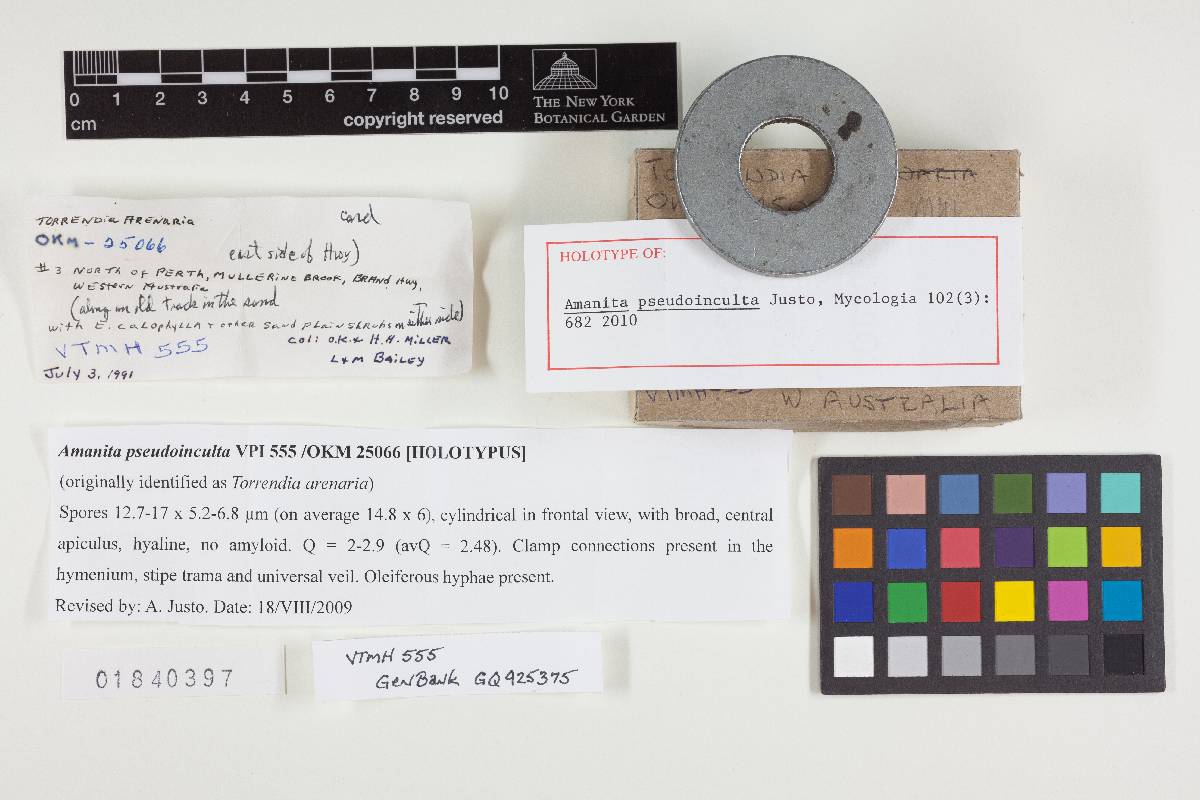 0 1 2 3 4 5 6 7 8 9 10
cm
copyright reserved
THE NEW YORK
BOTANICAL GARDEN
W. AUSTRALIA
HOLOTYPE OF:
Amanita pseudoinculta Justo, Mycologia 102(3):
682 2010
TORRENDIA ARENARIA
card
OKM - 25066
east side of Hwy)
#3 NORTH OF PERTH, MULLERINE BROOK, BRAND Hwy,
WESTERN Australia
(along an old track in the sand
with E. CALOPHYLLA + other sand plain shrubs on either side)
VTMH 555
Col: O.K. & H.H. MILLER
L & M BAILEY
July 3, 1991
Amanita pseudoinculta VPI 555 /OKM 25066 [HOLOTYPUS]
(originally identified as Torrendia arenaria)
Spores 12.7-17 x 5.2-6.8 µm (on average 14.8 x 6), cylindrical in frontal view, with broad, central
apiculus, hyaline, no amyloid. Q = 2-2.9 (avQ = 2.48). Clamp connections present in the
hymenium, stipe trama and universal veil. Oleiferous hyphae present.
Revised by: A. Justo. Date: 18/VIII/2009
01840397
VTMH 555
GenBank GQ925375